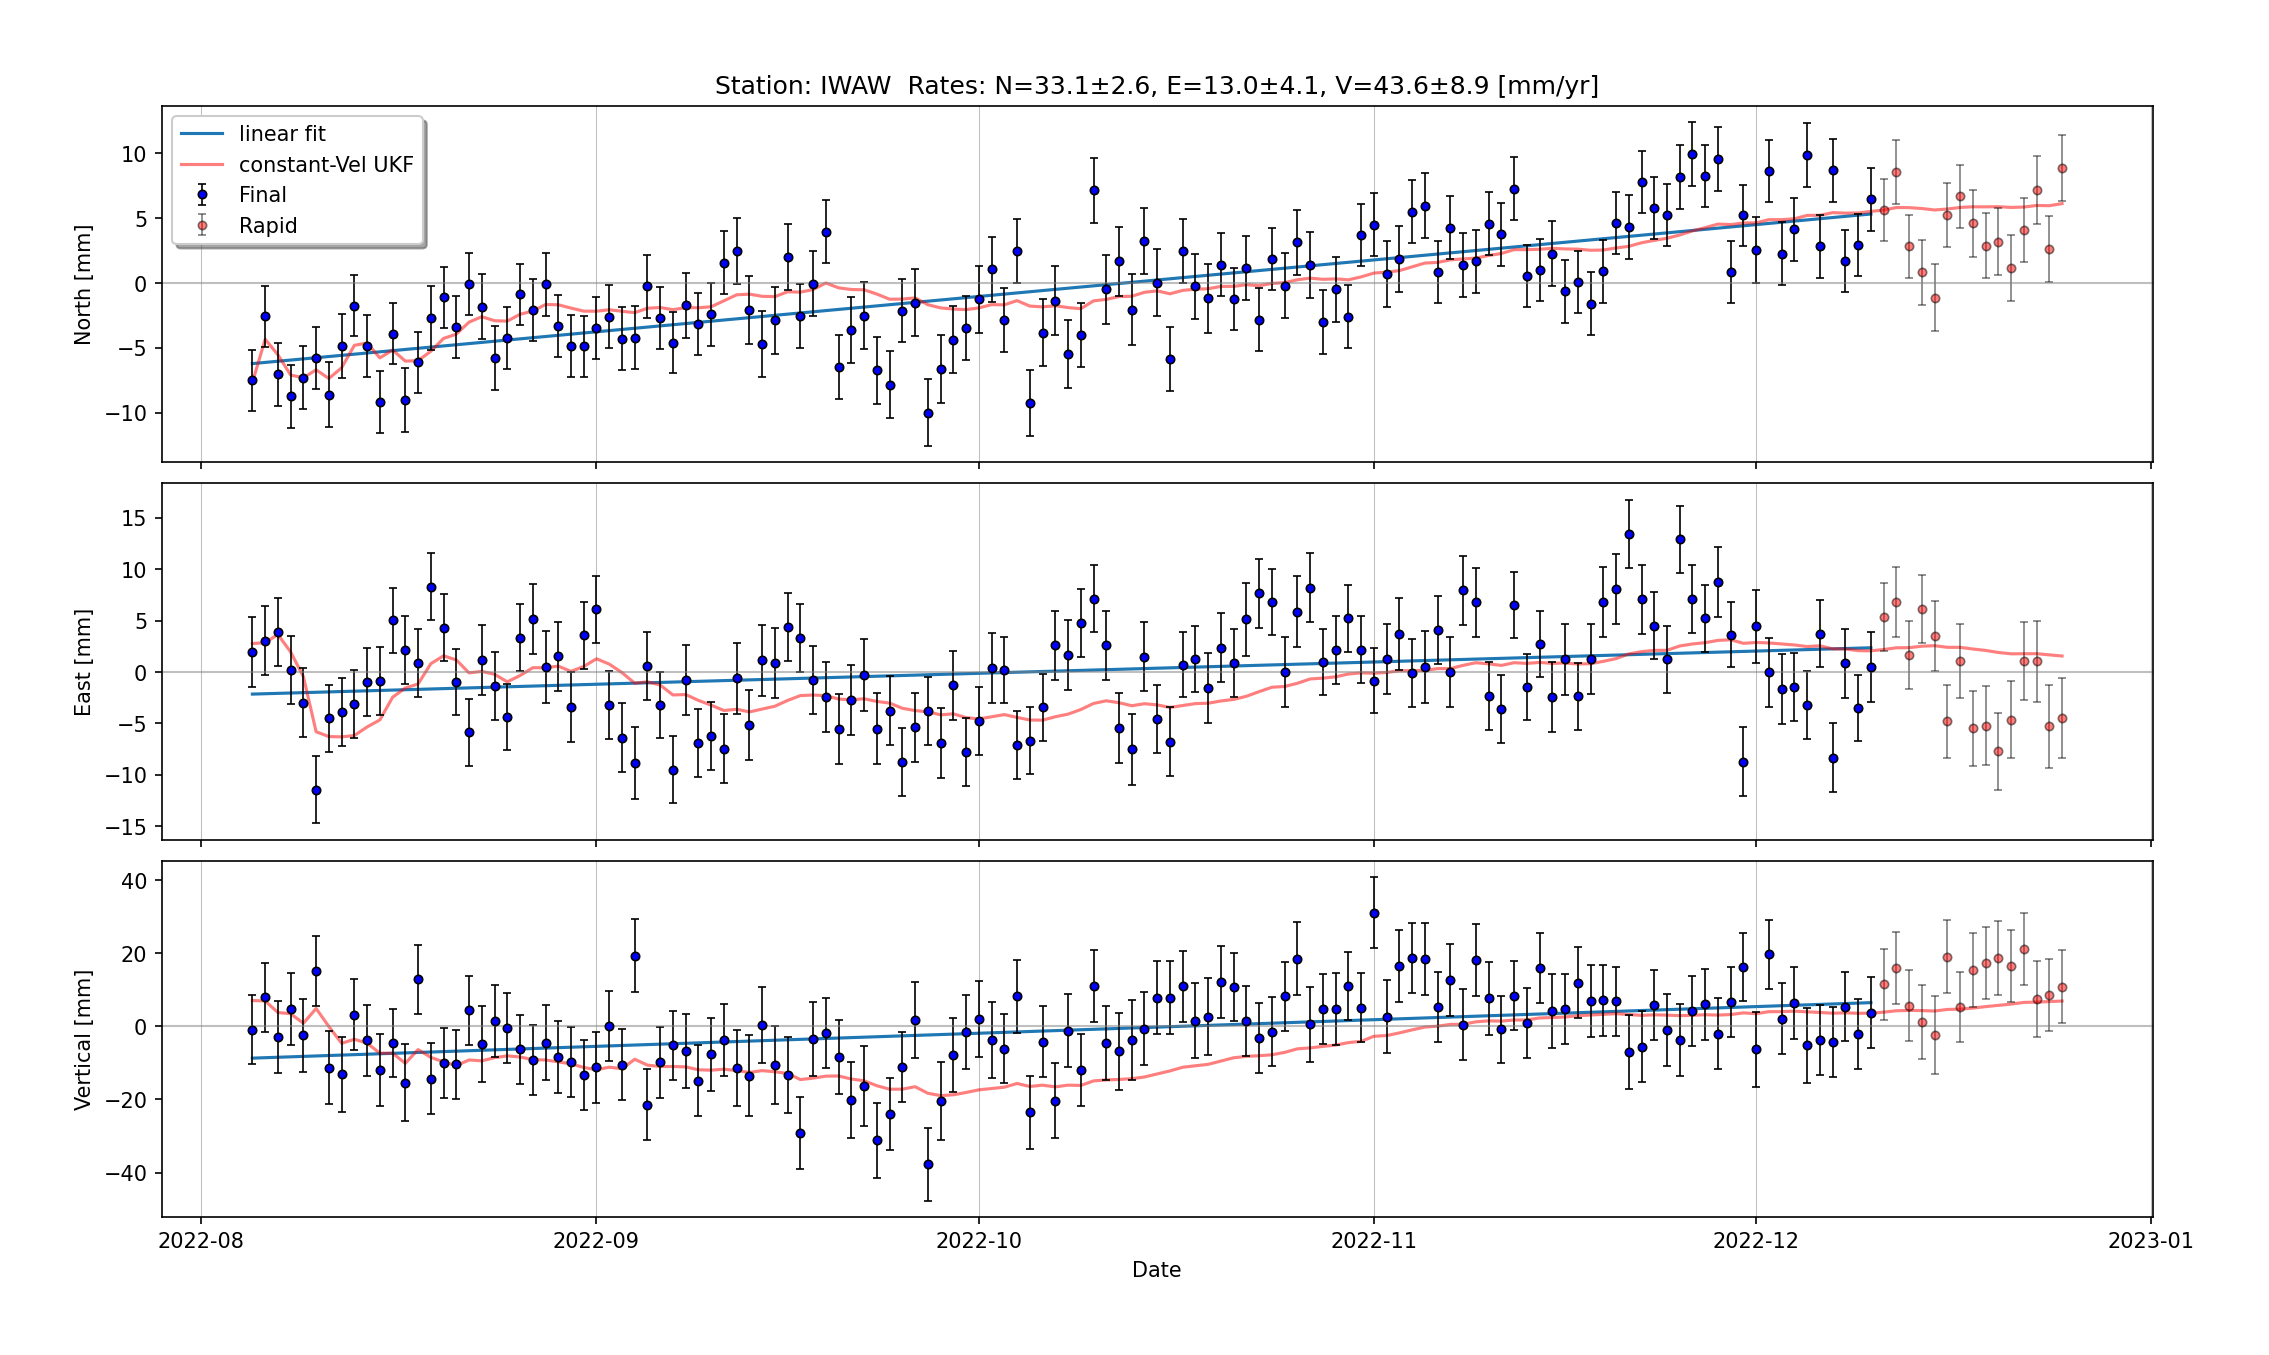 Station: IWAW  Rates: N=33.1±2.6, E=13.0±4.1, V=43.6±8.9 [mm/yr]
linear fit
constant-Vel UKF
Final
Rapid
North [mm]
10
5
0
−5
−10
East [mm]
15
10
5
0
−5
−10
−15
Vertical [mm]
40
20
0
−20
−40
2022-08 2022-09 2022-10 2022-11 2022-12 2023-01
Date